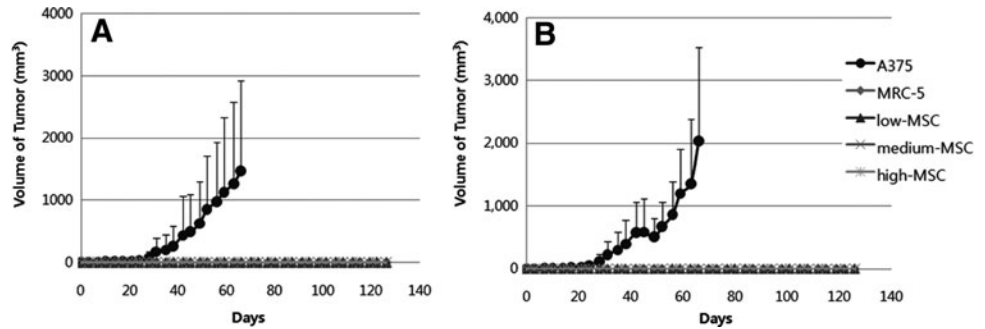 A
Volume of Tumor (mm³)
4000
3000
2000
1000
0
0 20 40 60 80 100 120 140
Days
B
Volume of Tumor (mm³)
4,000
3,000
2,000
1,000
0
0 20 40 60 80 100 120 140
Days
A375
MRC-5
low-MSC
medium-MSC
high-MSC